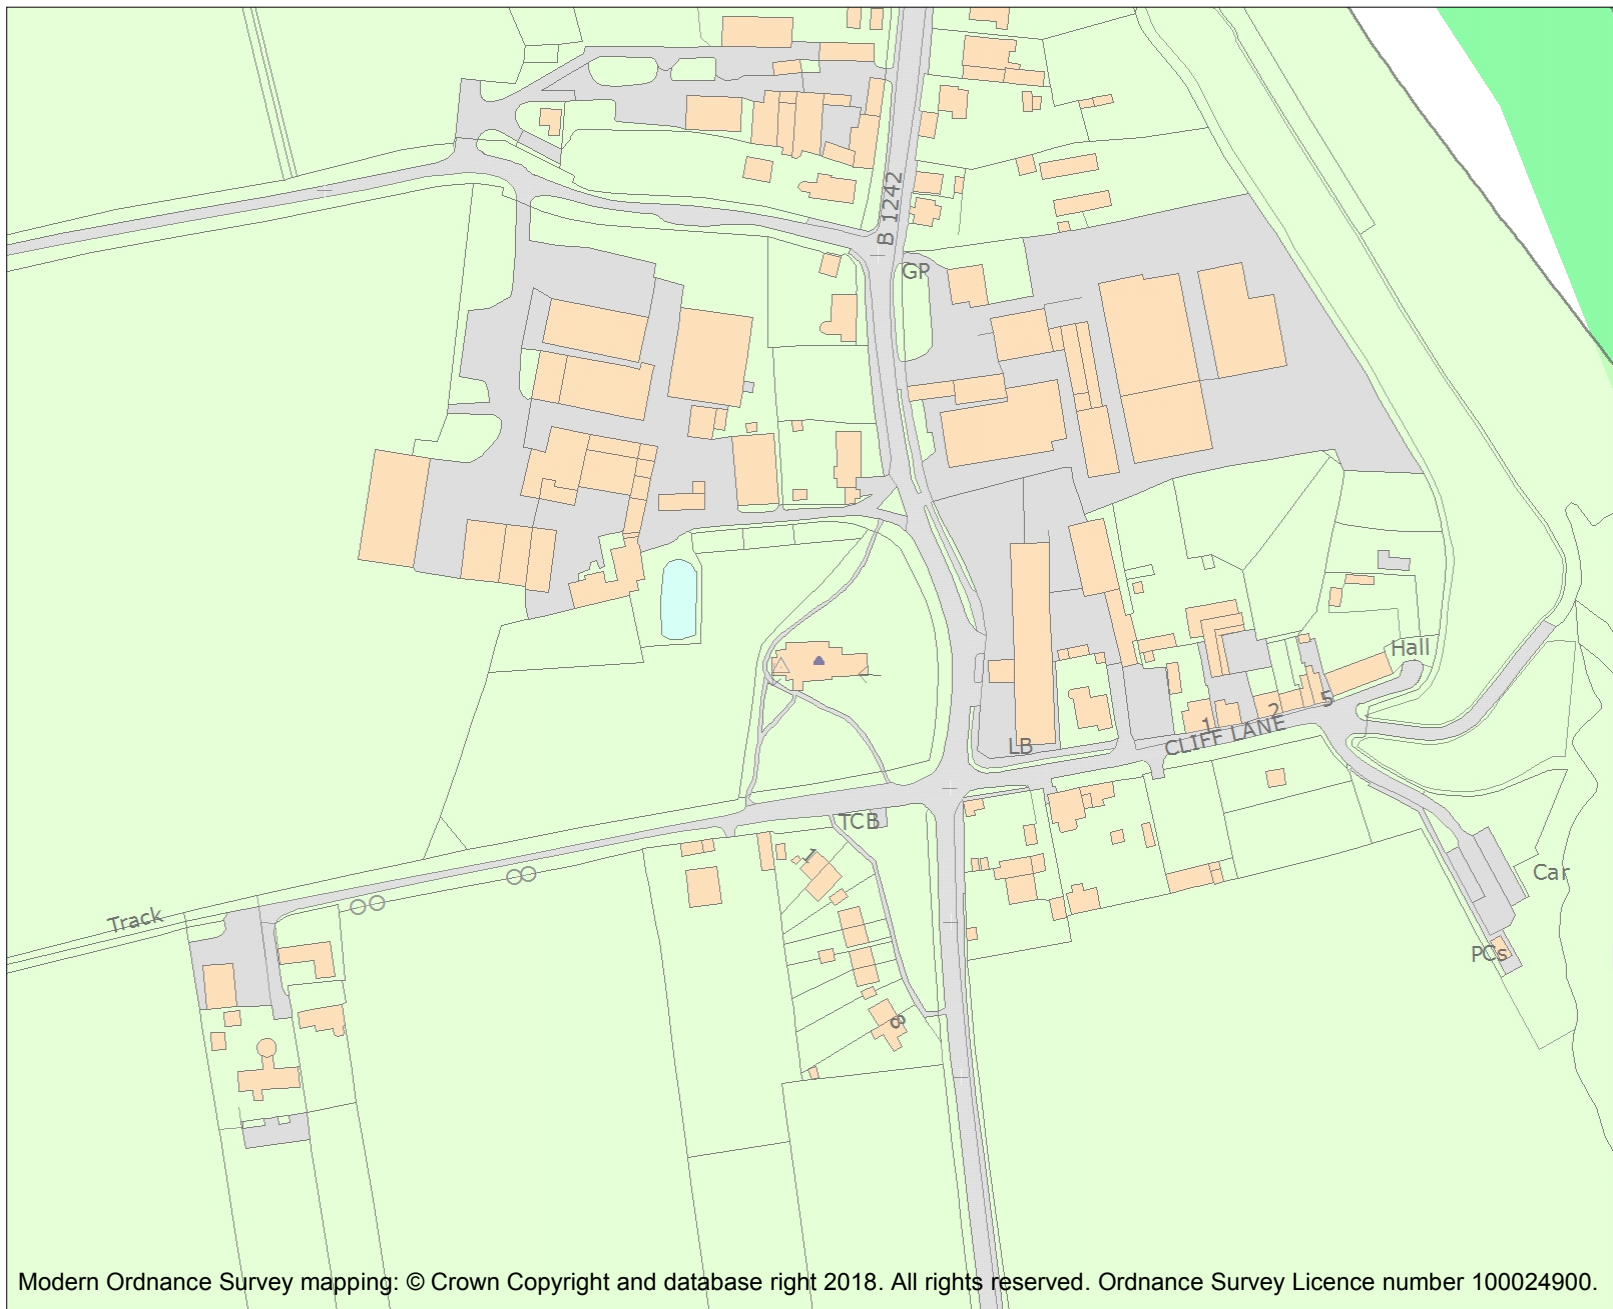 B 1242
GP
Hall
5
2
1
CLIFF LANE
LB
TCB
1
Car
Track
PCs
8
Modern Ordnance Survey mapping: © Crown Copyright and database right 2018. All rights reserved. Ordnance Survey Licence number 100024900.